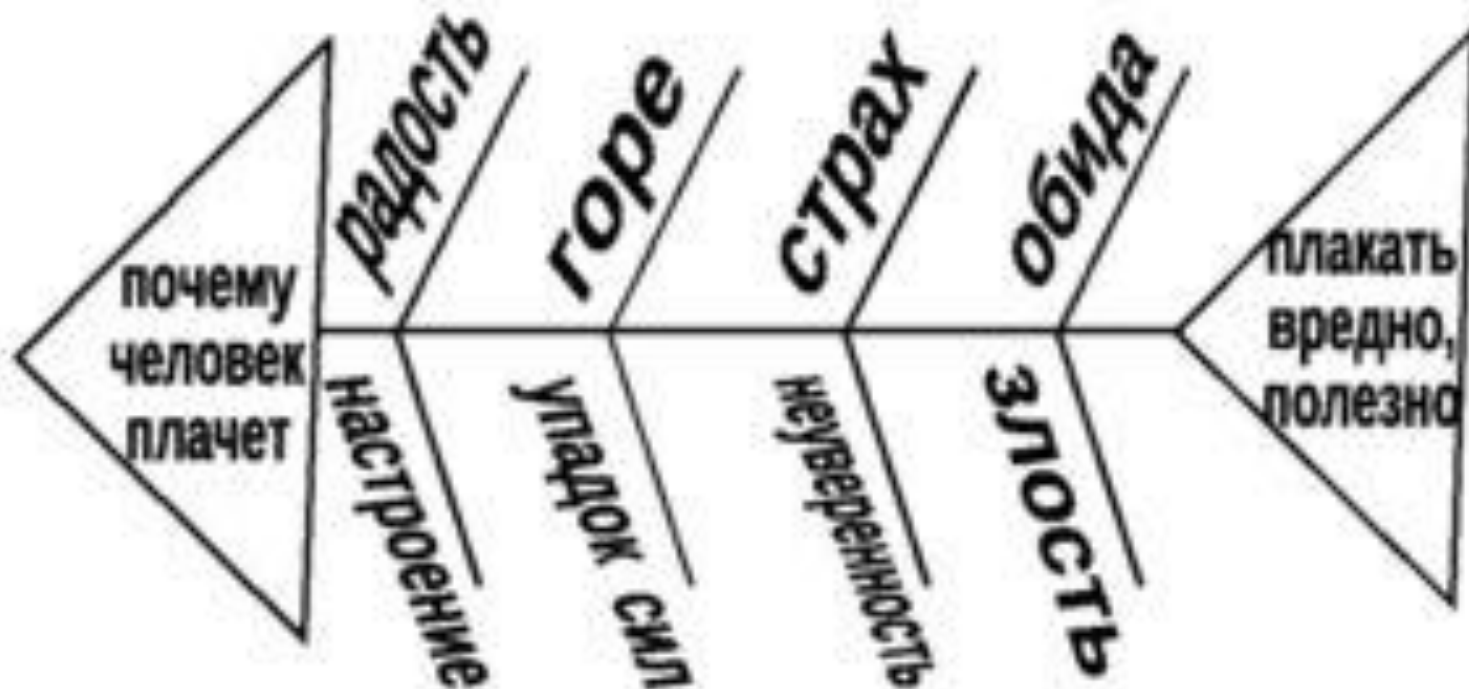 почему
человек
плачет
радость
горе
страх
обида
настроение
упадок сил
неуверенность
злость
плакать
вредно,
полезно